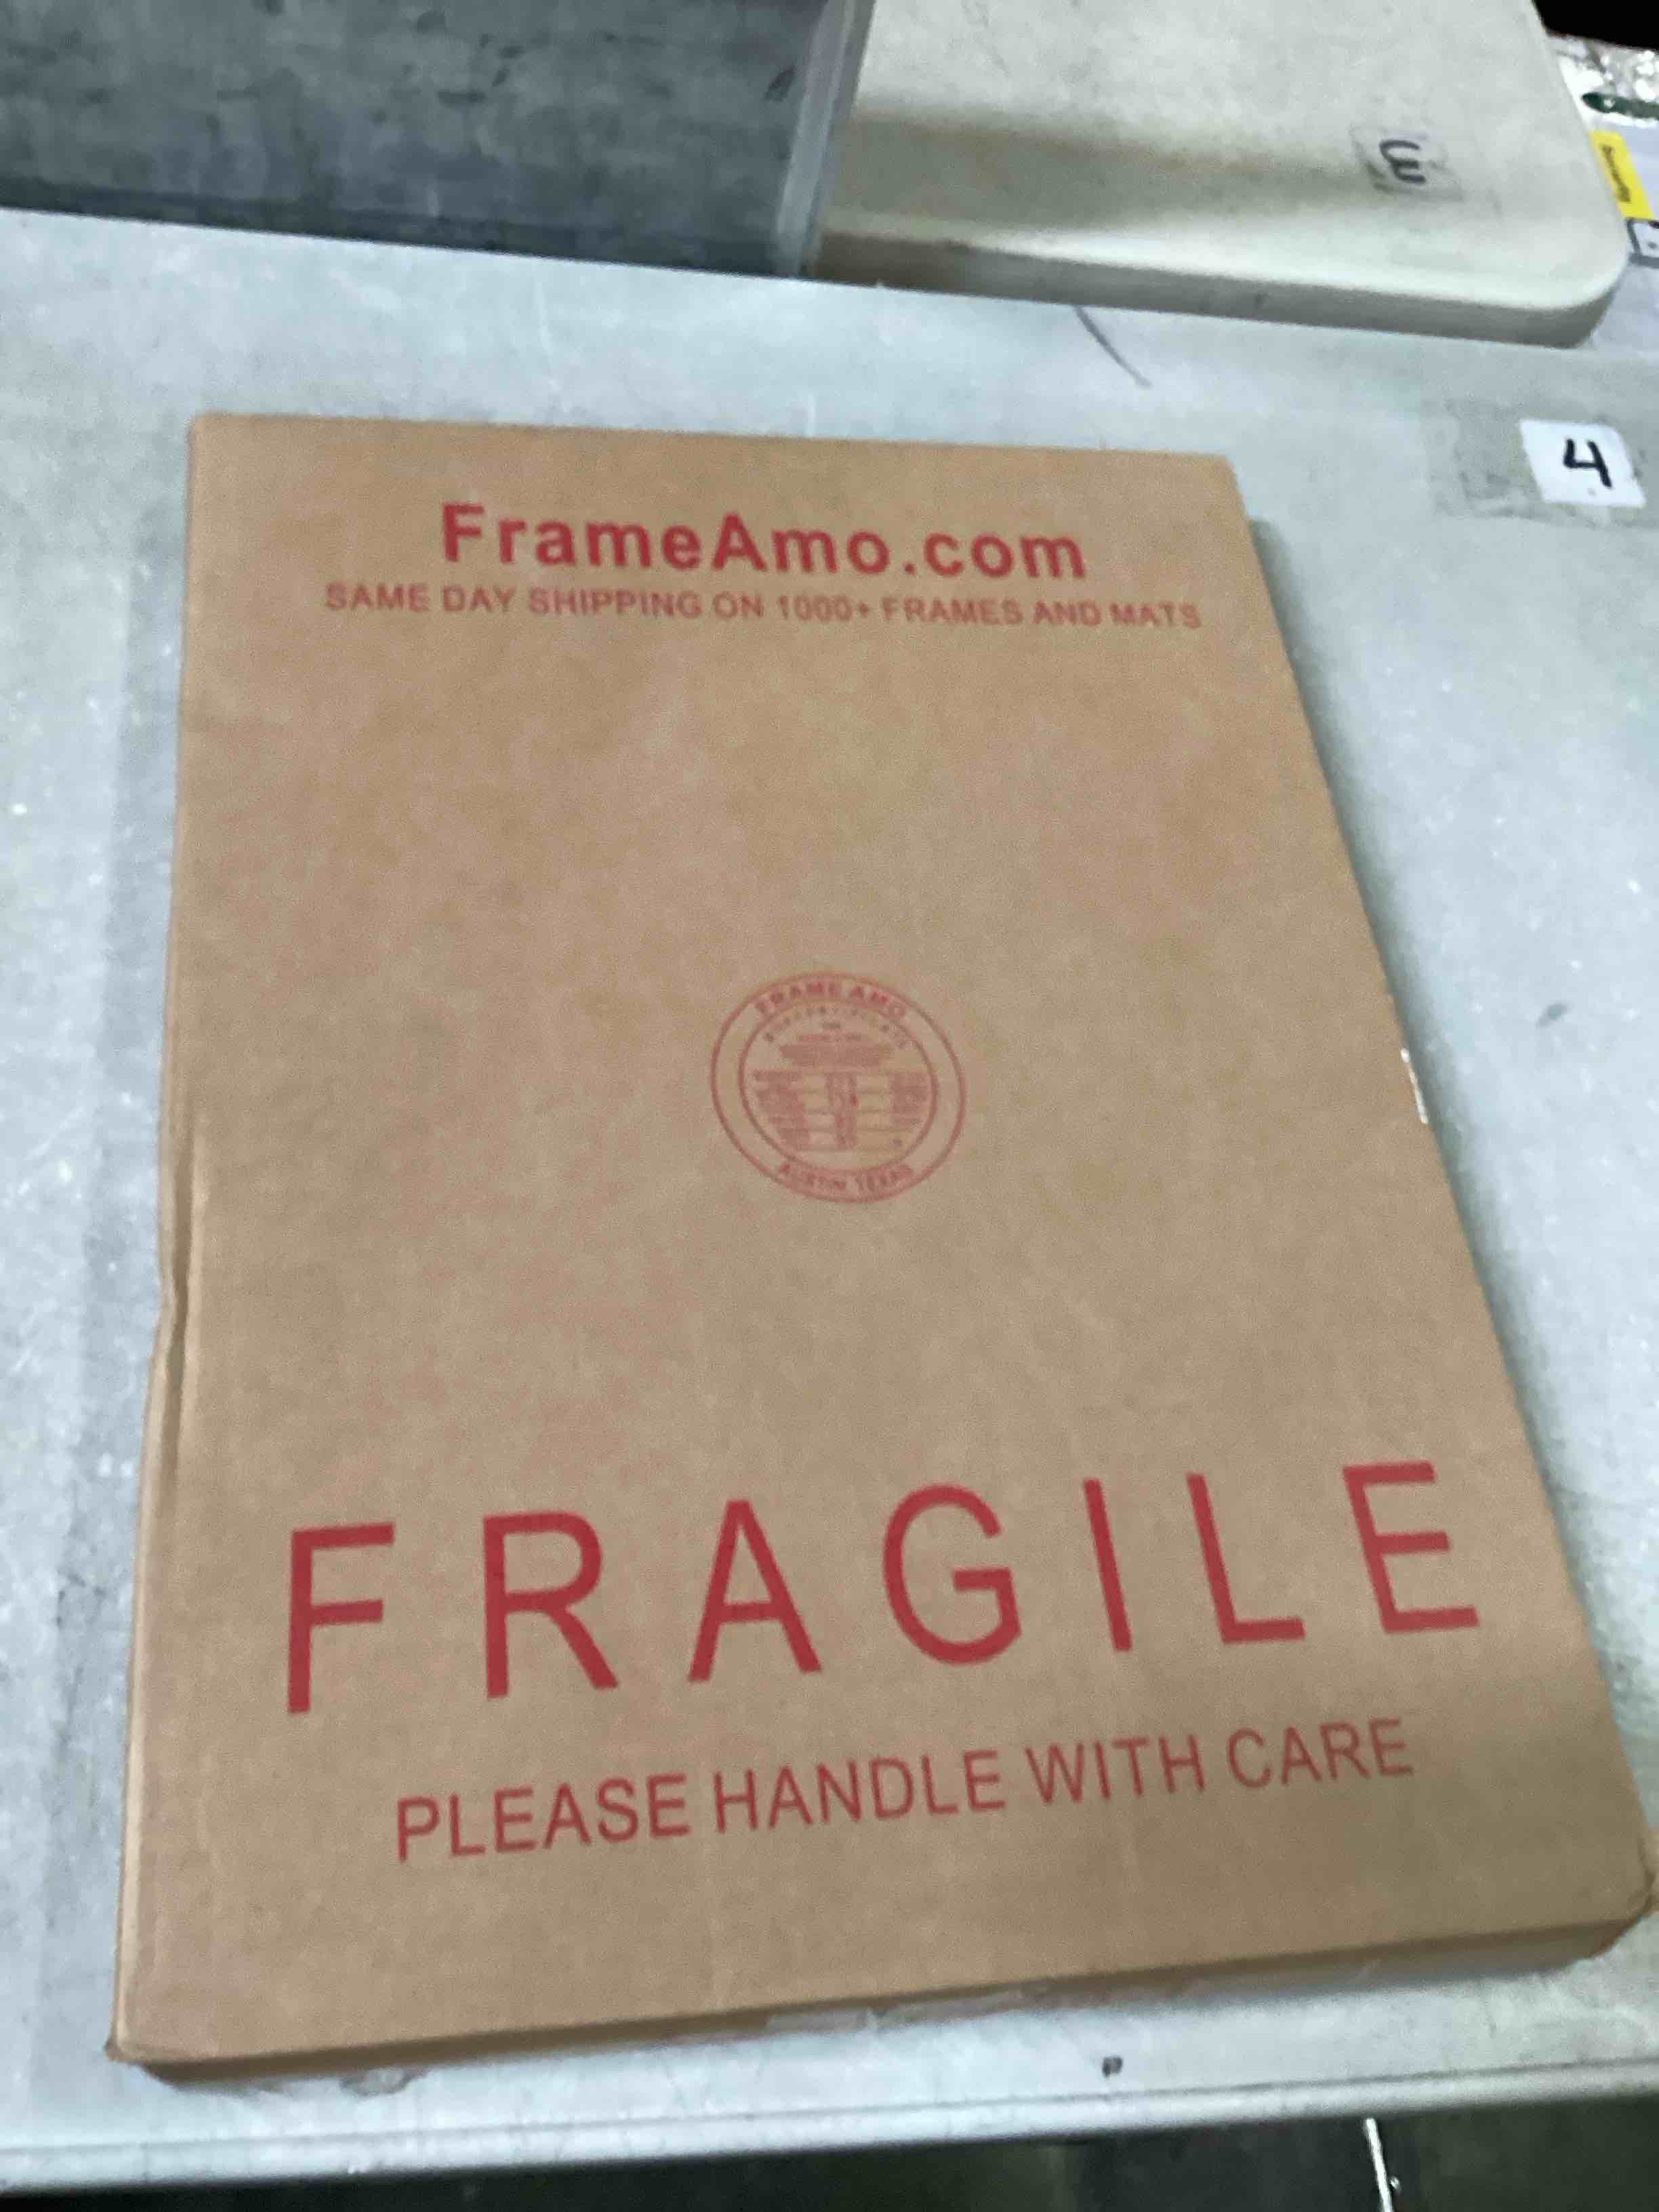 3
4
FrameAmo.com
SAME DAY SHIPPING ON 1000+ FRAMES AND MATS
FRAME AMO
AUSTIN TEXAS
FRAGILE
PLEASE HANDLE WITH CARE